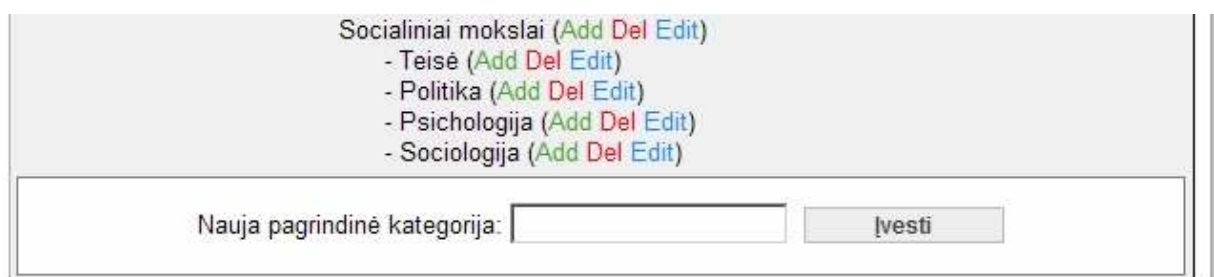 Socialiniai mokslai (Add Del Edit)
- Teisė (Add Del Edit)
- Politika (Add Del Edit)
- Psichologija (Add Del Edit)
- Sociologija (Add Del Edit)
Nauja pagrindinė kategorija: Įvesti